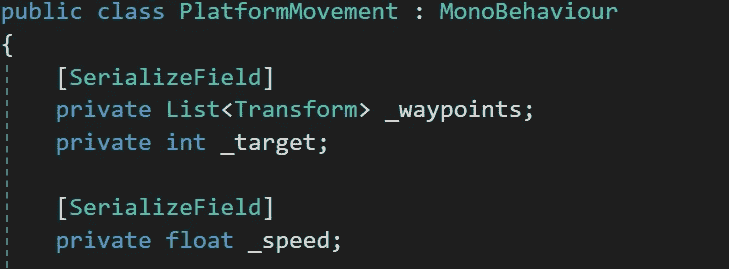 public class PlatformMovement : MonoBehaviour
{
[SerializeField]
private List<Transform> _waypoints;
private int _target;
[SerializeField]
private float _speed;